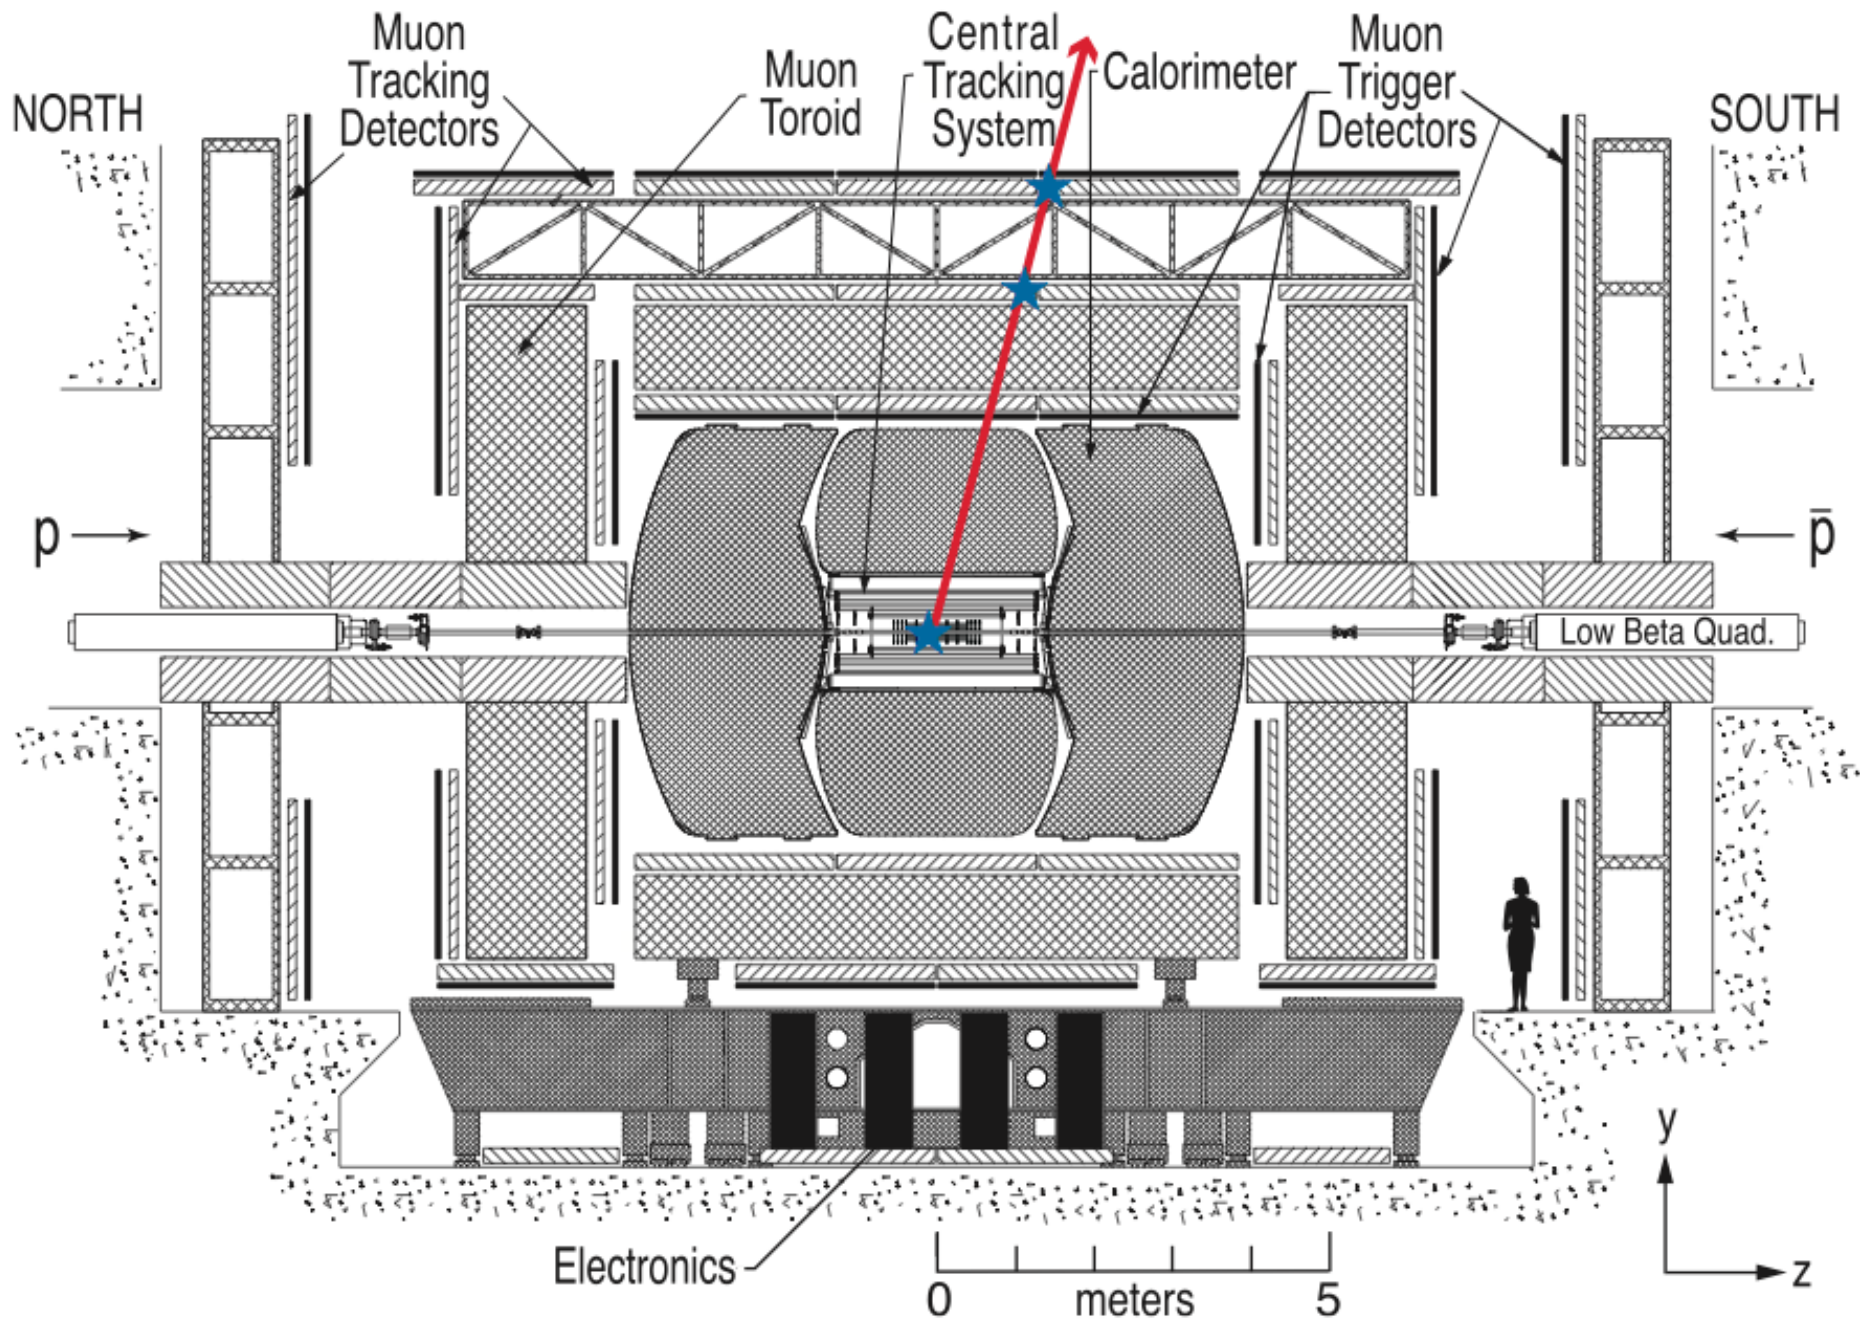 Muon
Tracking
Detectors
Muon
Toroid
Central
Tracking
System
Calorimeter
Muon
Trigger
Detectors
NORTH
SOUTH
p
p̄
Low Beta Quad.
Electronics
0
meters
5
y
z